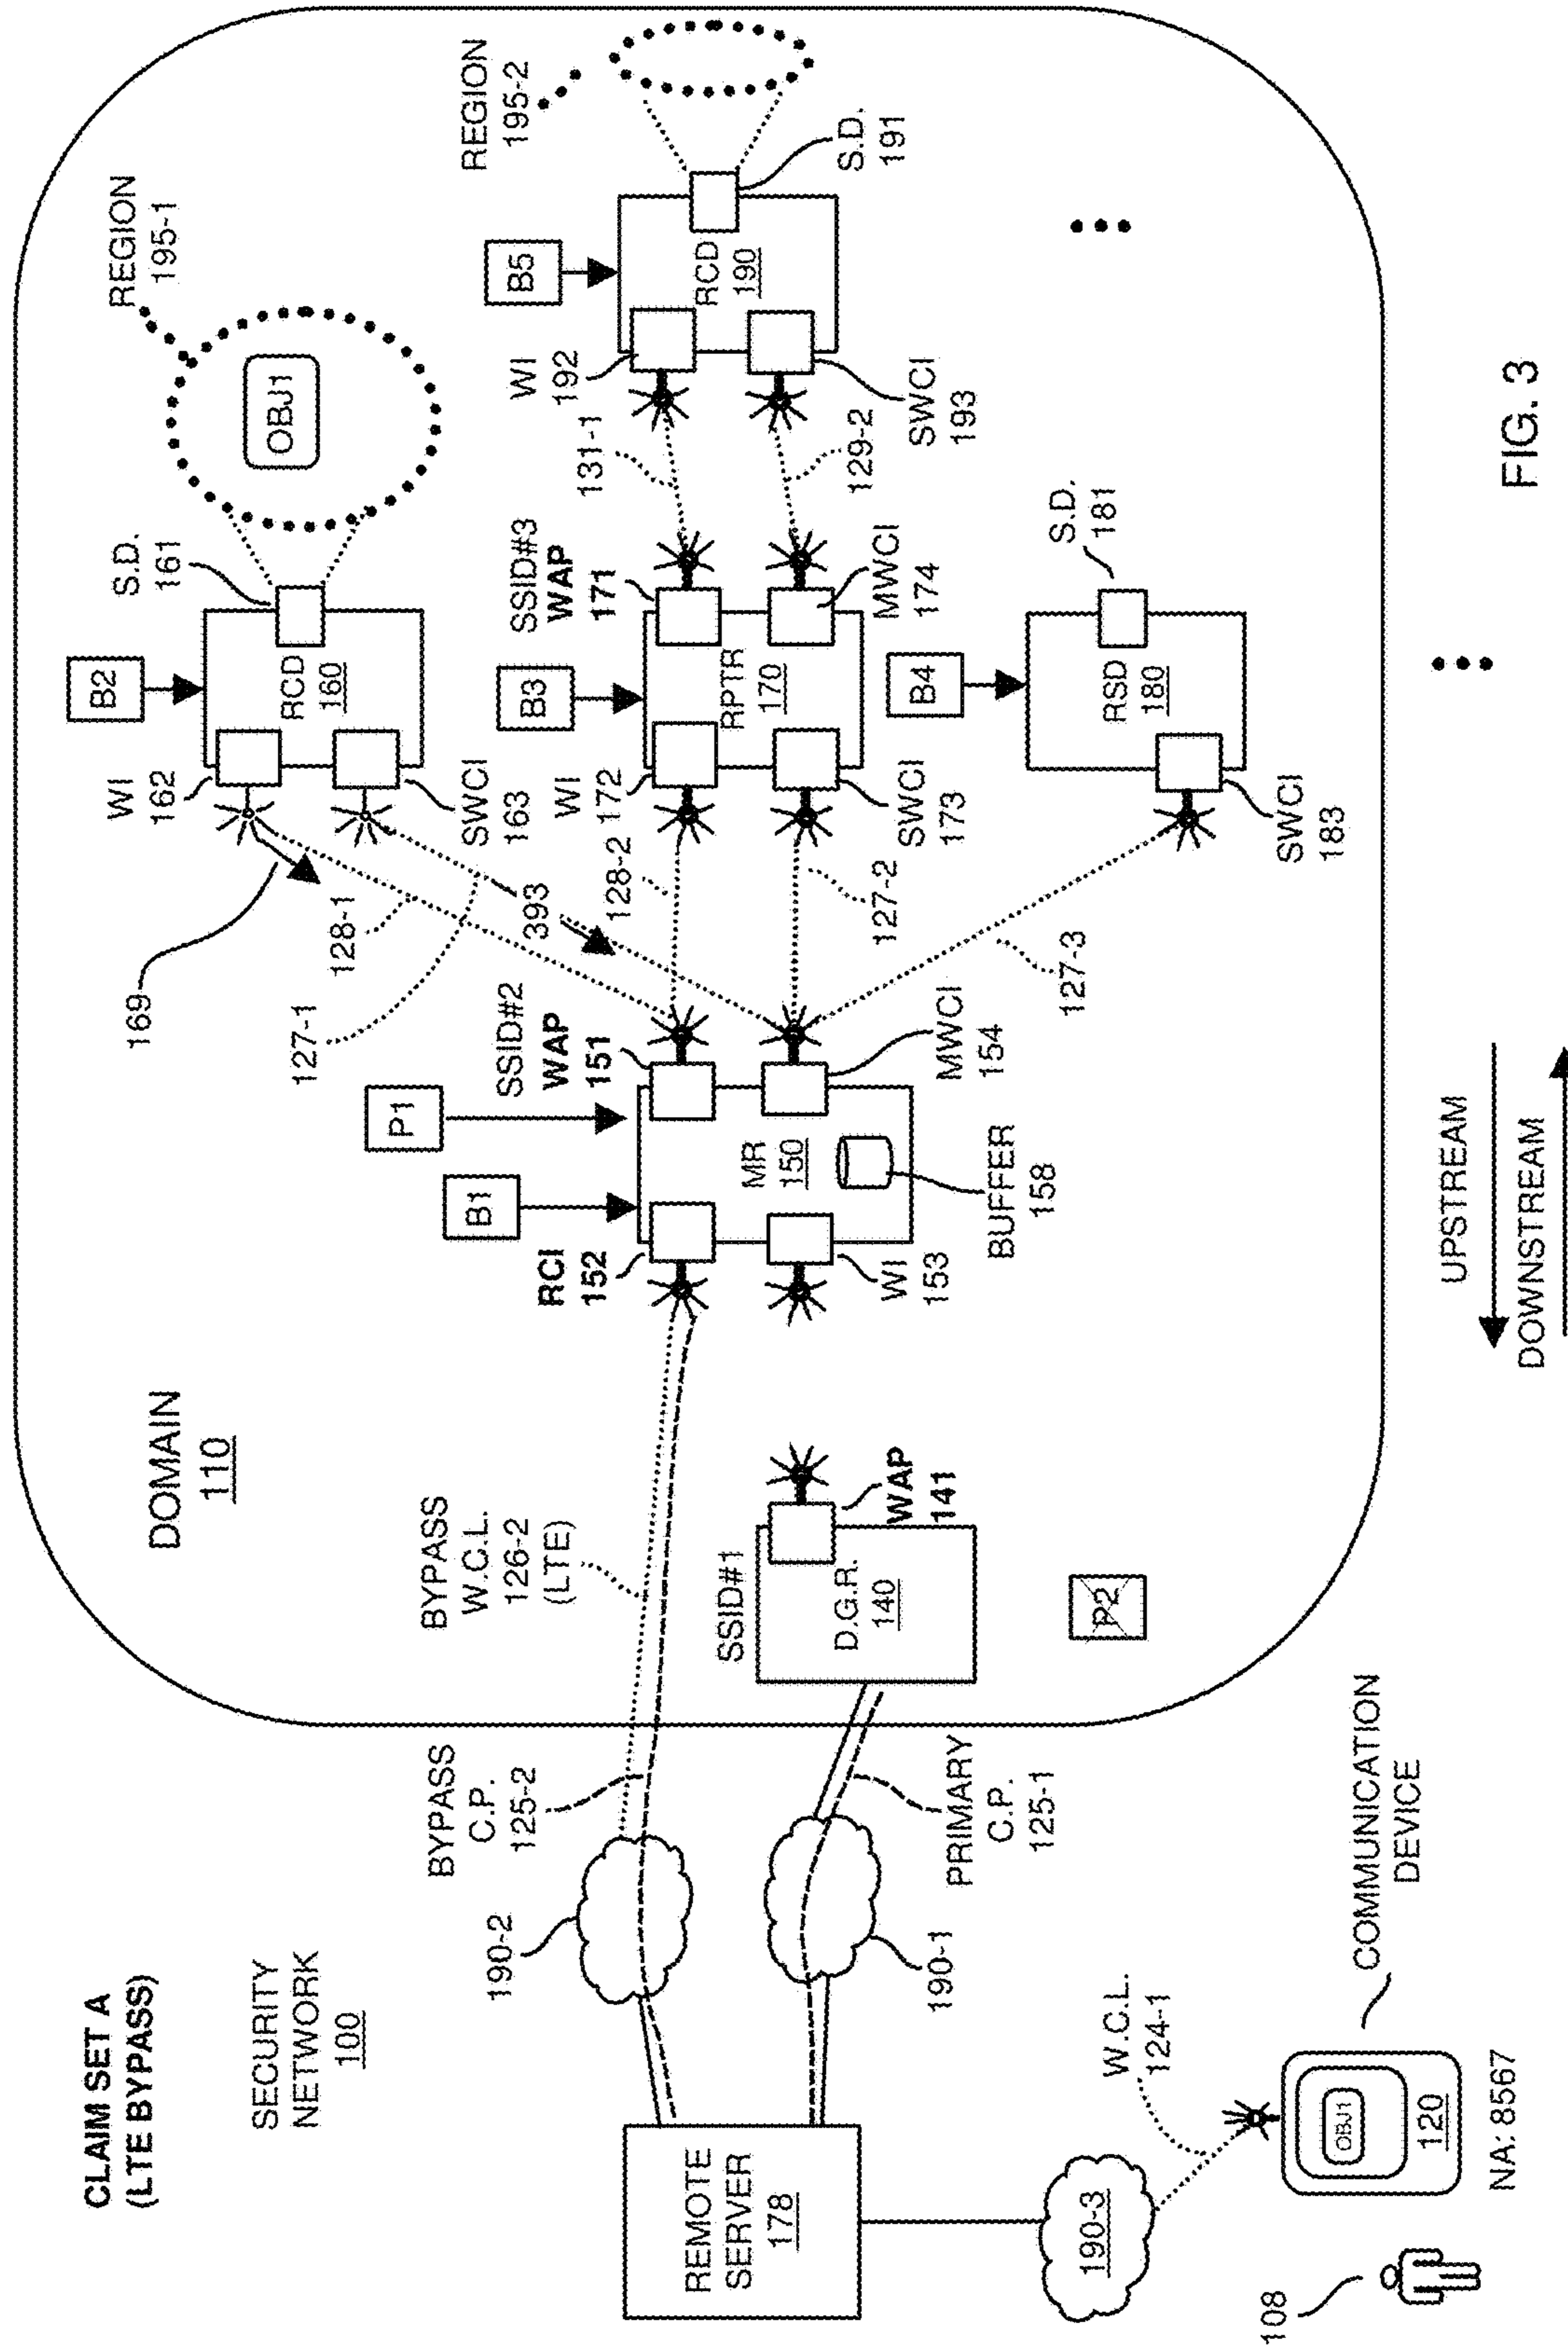 CLAIM SET A
(LTE BYPASS)
SECURITY
NETWORK
100
DOMAIN
110
REGION
195-1
OBJ1
REGION
195-2
B2
S.D.
161
WI
162
RCD
160
SWCI
163
169
128-1
127-1
393
B5
WI
192
RCD
190
S.D.
191
SWCI
193
131-1
129-2
SSID#3
WAP
171
B3
WI
172
RPTR
170
MWCI
174
SWCI
173
128-2
127-2
B4
S.D.
181
RSD
180
SWCI
183
127-3
P1
SSID#2
WAP
151
B1
RCI
152
MR
150
MWCI
154
WI
153
BUFFER
158
BYPASS
W.C.L.
126-2
(LTE)
SSID#1
WAP
141
D.G.R.
140
P2
BYPASS
C.P.
125-2
190-2
PRIMARY
C.P.
125-1
190-1
REMOTE
SERVER
178
190-3
W.C.L.
124-1
COMMUNICATION
DEVICE
OBJ1
120
NA: 8567
108
UPSTREAM
DOWNSTREAM
FIG. 3